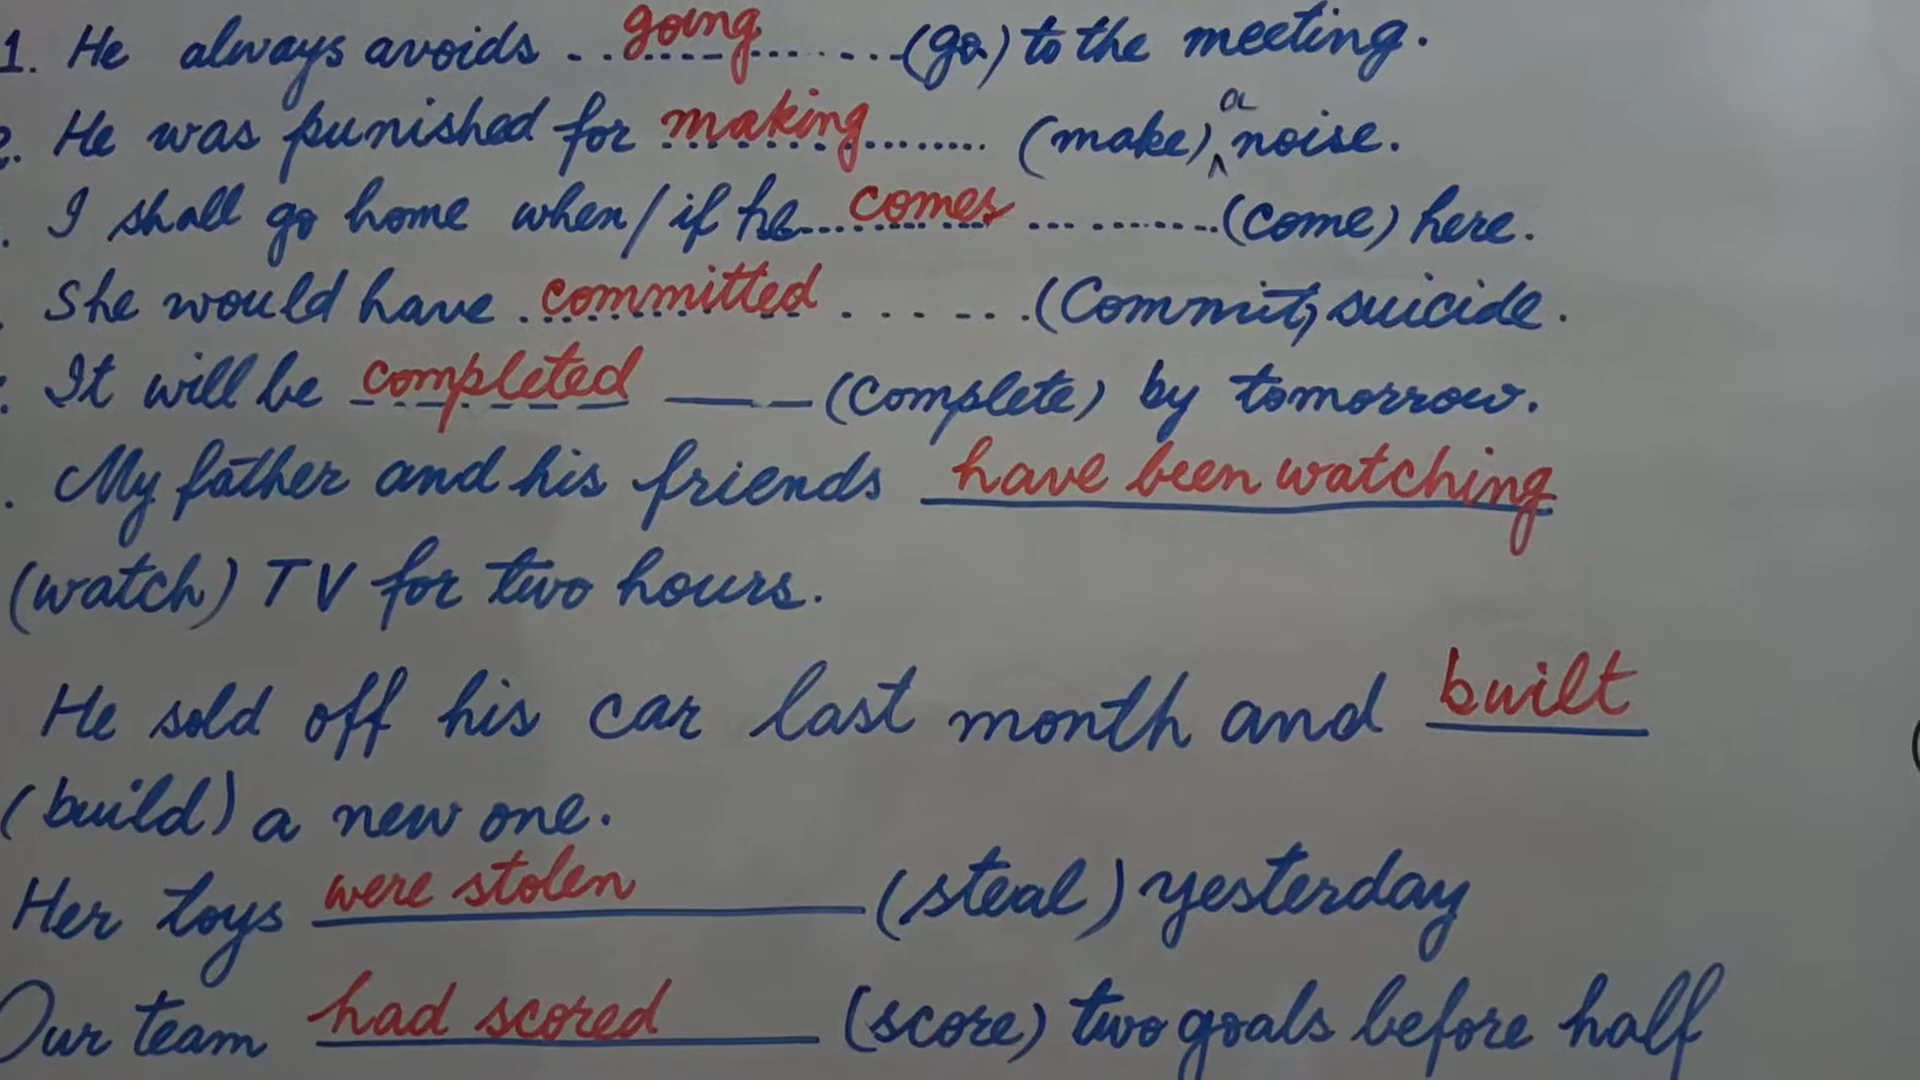 1. He always avoids ..going.......(go) to the meeting.
2. He was punished for making....... (make) a noise.
. I shall go home when/if he...comes... .......(come) here.
. She would have .committed. . . . - - . .(Commit) suicide.
: It will be completed ____ (Complete) by tomorrow.
. My father and his friends have been watching
(watch) TV for two hours.
He sold off his car last month and built
(build) a new one.
Her toys were stolen (steal) yesterday
Our team had scored (score) two goals before half